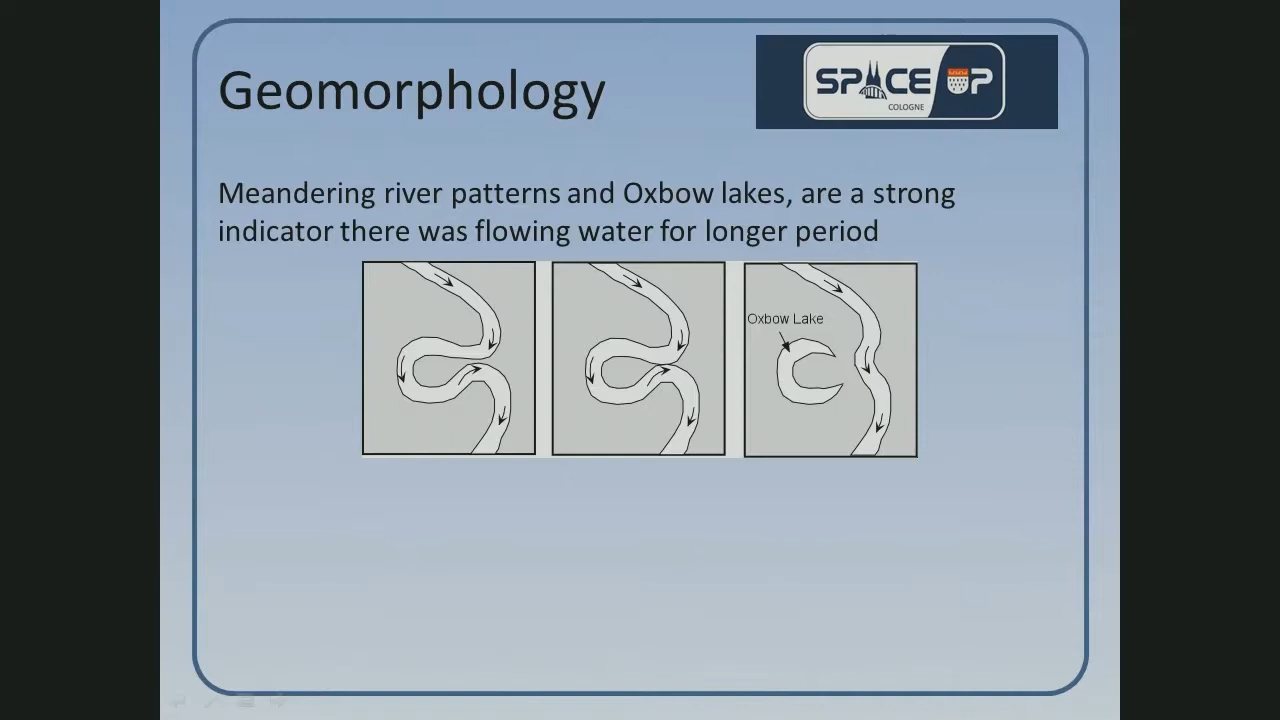 Geomorphology
SPACE UP
COLOGNE
Meandering river patterns and Oxbow lakes, are a strong
indicator there was flowing water for longer period
Oxbow Lake